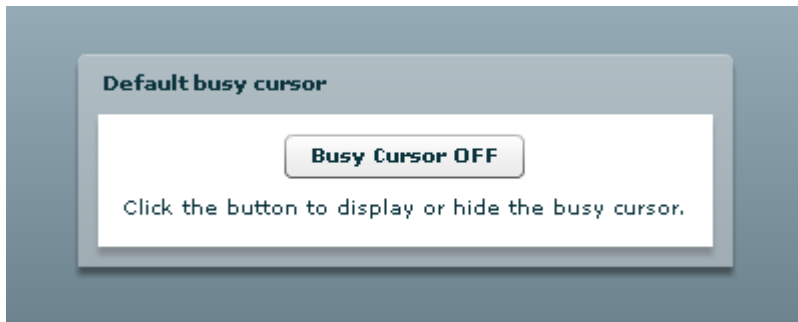 Default busy cursor
Busy Cursor OFF
Click the button to display or hide the busy cursor.